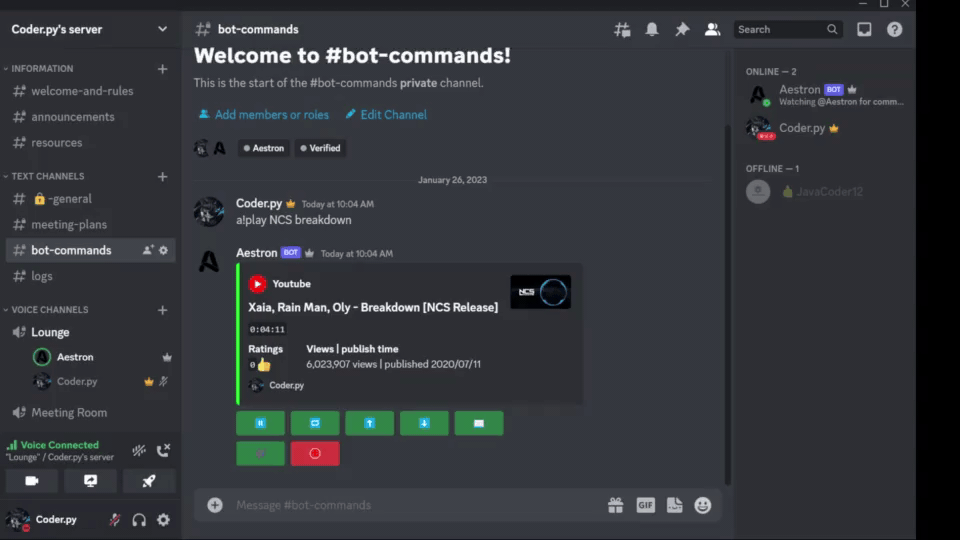 Coder.py's server
INFORMATION
welcome-and-rules
announcements
resources
TEXT CHANNELS
-general
meeting-plans
bot-commands
logs
VOICE CHANNELS
Lounge
Aestron
Coder.py
Meeting Room
Voice Connected
"Lounge" / Coder.py's server
Coder.py
bot-commands
Search
Welcome to #bot-commands!
This is the start of the #bot-commands private channel.
Add members or roles
Edit Channel
Aestron
Verified
January 26, 2023
Coder.py Today at 10:04 AM
a!play NCS breakdown
Aestron BOT Today at 10:04 AM
Youtube
NCS
Xaia, Rain Man, Oly - Breakdown [NCS Release]
0:04:11
Ratings Views | publish time
0 6,023,907 views | published 2020/07/11
Coder.py
Message #bot-commands
GIF
ONLINE — 2
Aestron BOT
Watching @Aestron for comm...
Coder.py
OFFLINE — 1
JavaCoder12